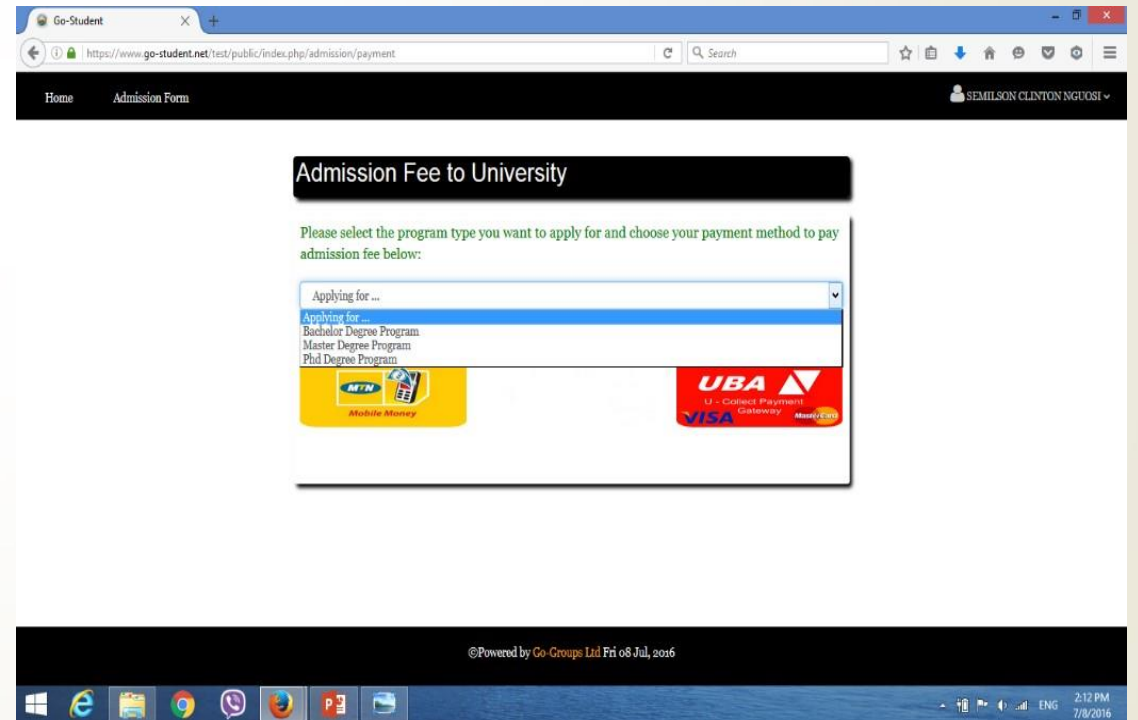 Go-Student
https://www.go-student.net/test/public/index.php/admission/payment
Search
Home Admission Form SEMILSON CLINTON NGUOSI
Admission Fee to University
Please select the program type you want to apply for and choose your payment method to pay
admission fee below:
Applying for ...
Applying for ...
Bachelor Degree Program
Master Degree Program
Phd Degree Program
MTN
Mobile Money
UBA
U - Collect Payment
Gateway
VISA
MasterCard
©Powered by Go-Groups Ltd Fri 08 Jul, 2016
ENG
2:12 PM
7/8/2016